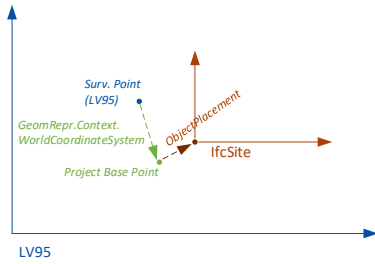 Surv. Point
(LV95)
ObjectPlacement
GeomRepr.Context.
WorldCoordinateSystem
IfcSite
Project Base Point
LV95